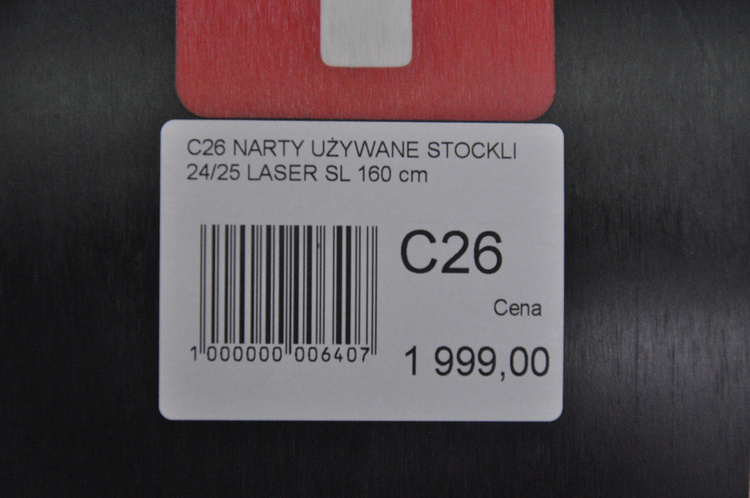 C26 NARTY UŻYWANE STOCKLI
24/25 LASER SL 160 cm
C26
Cena
1 000000 006407
1 999,00